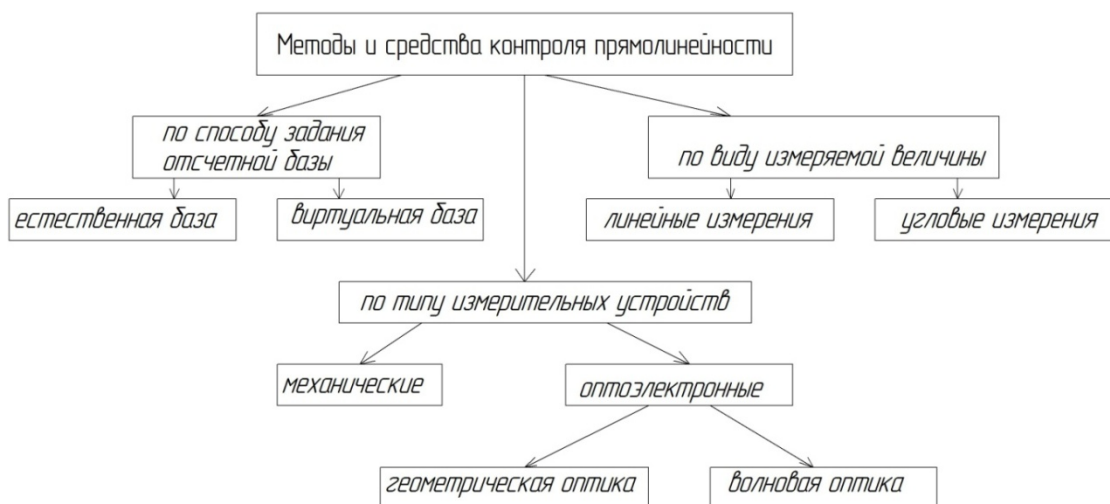 Методы и средства контроля прямолинейности
по способу задания
отсчетной базы
по виду измеряемой величины
естественная база
виртуальная база
линейные измерения
угловые измерения
по типу измерительных устройств
механические
оптоэлектронные
геометрическая оптика
волновая оптика